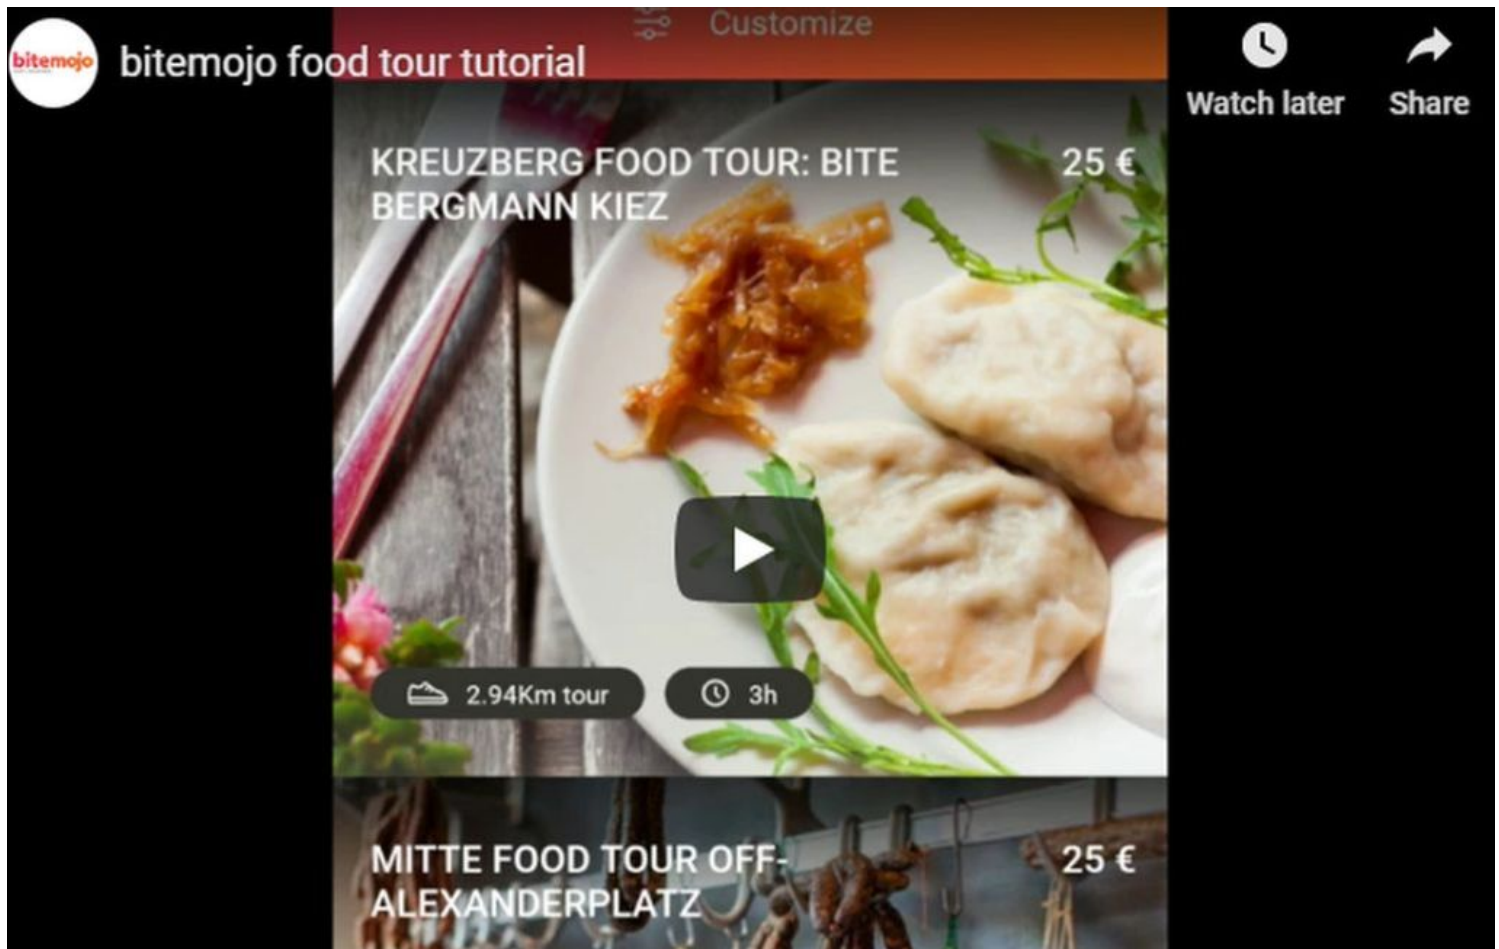 Customize
bitemojo
bitemojo food tour tutorial
Watch later
Share
KREUZBERG FOOD TOUR: BITE
BERGMANN KIEZ
25 €
2.94Km tour
3h
MITTE FOOD TOUR OFF-
ALEXANDERPLATZ
25 €